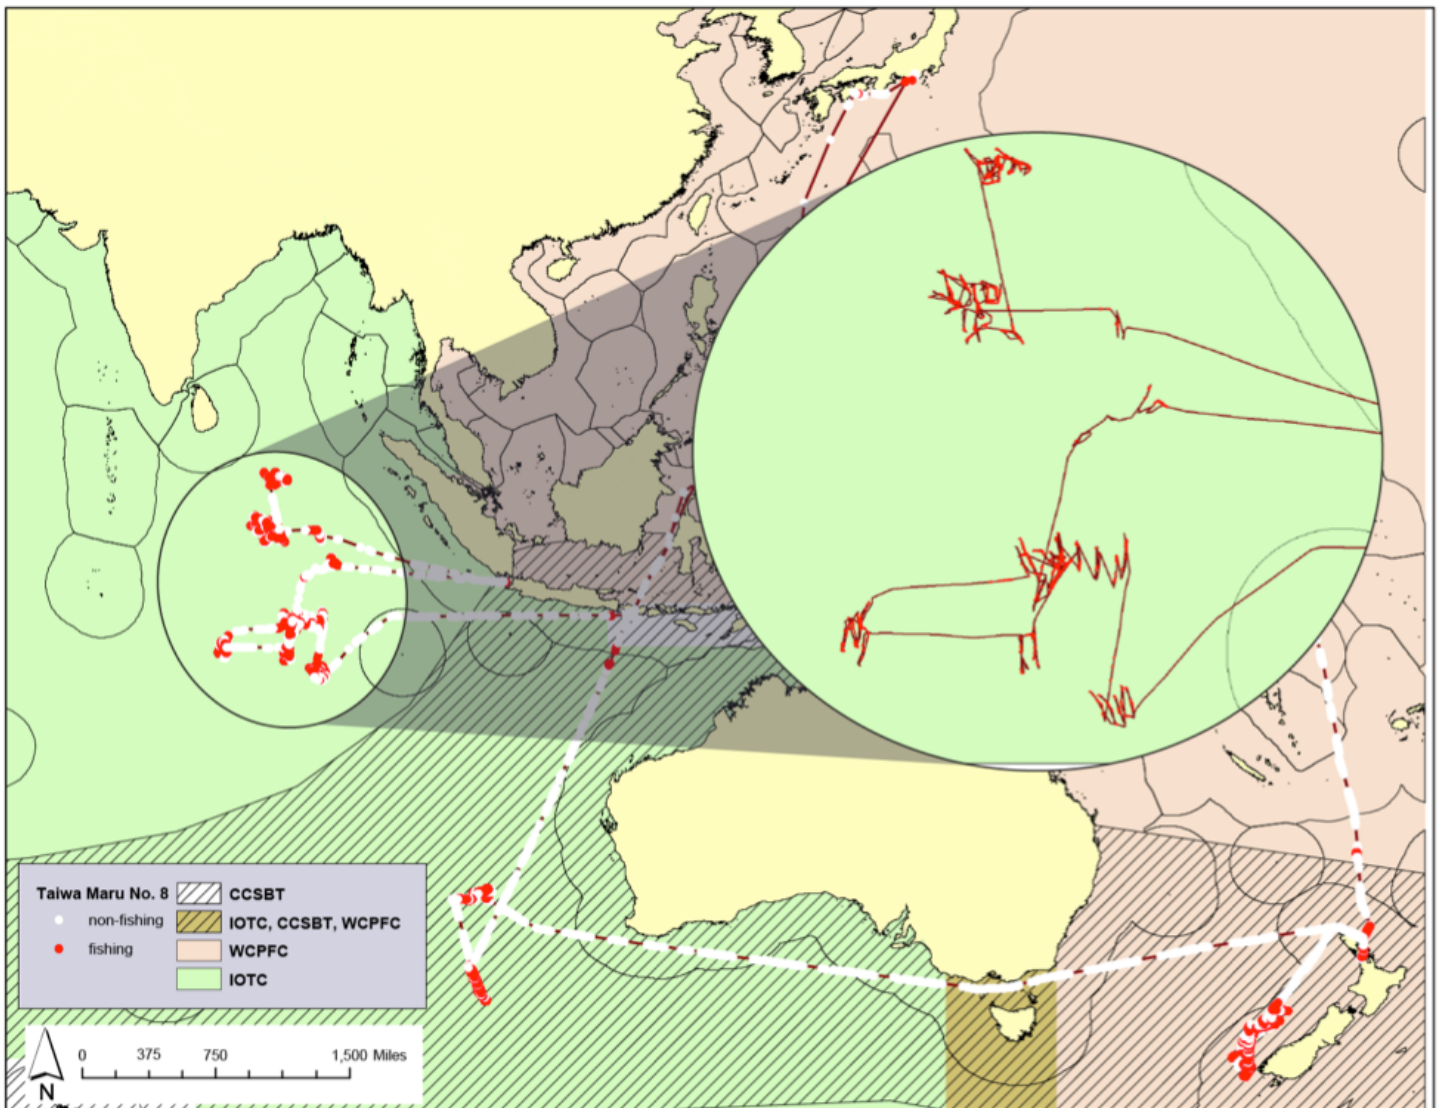 Taiwa Maru No. 8
non-fishing
fishing
CCSBT
IOTC, CCSBT, WCPFC
WCPFC
IOTC
0 375 750 1,500 Miles
N